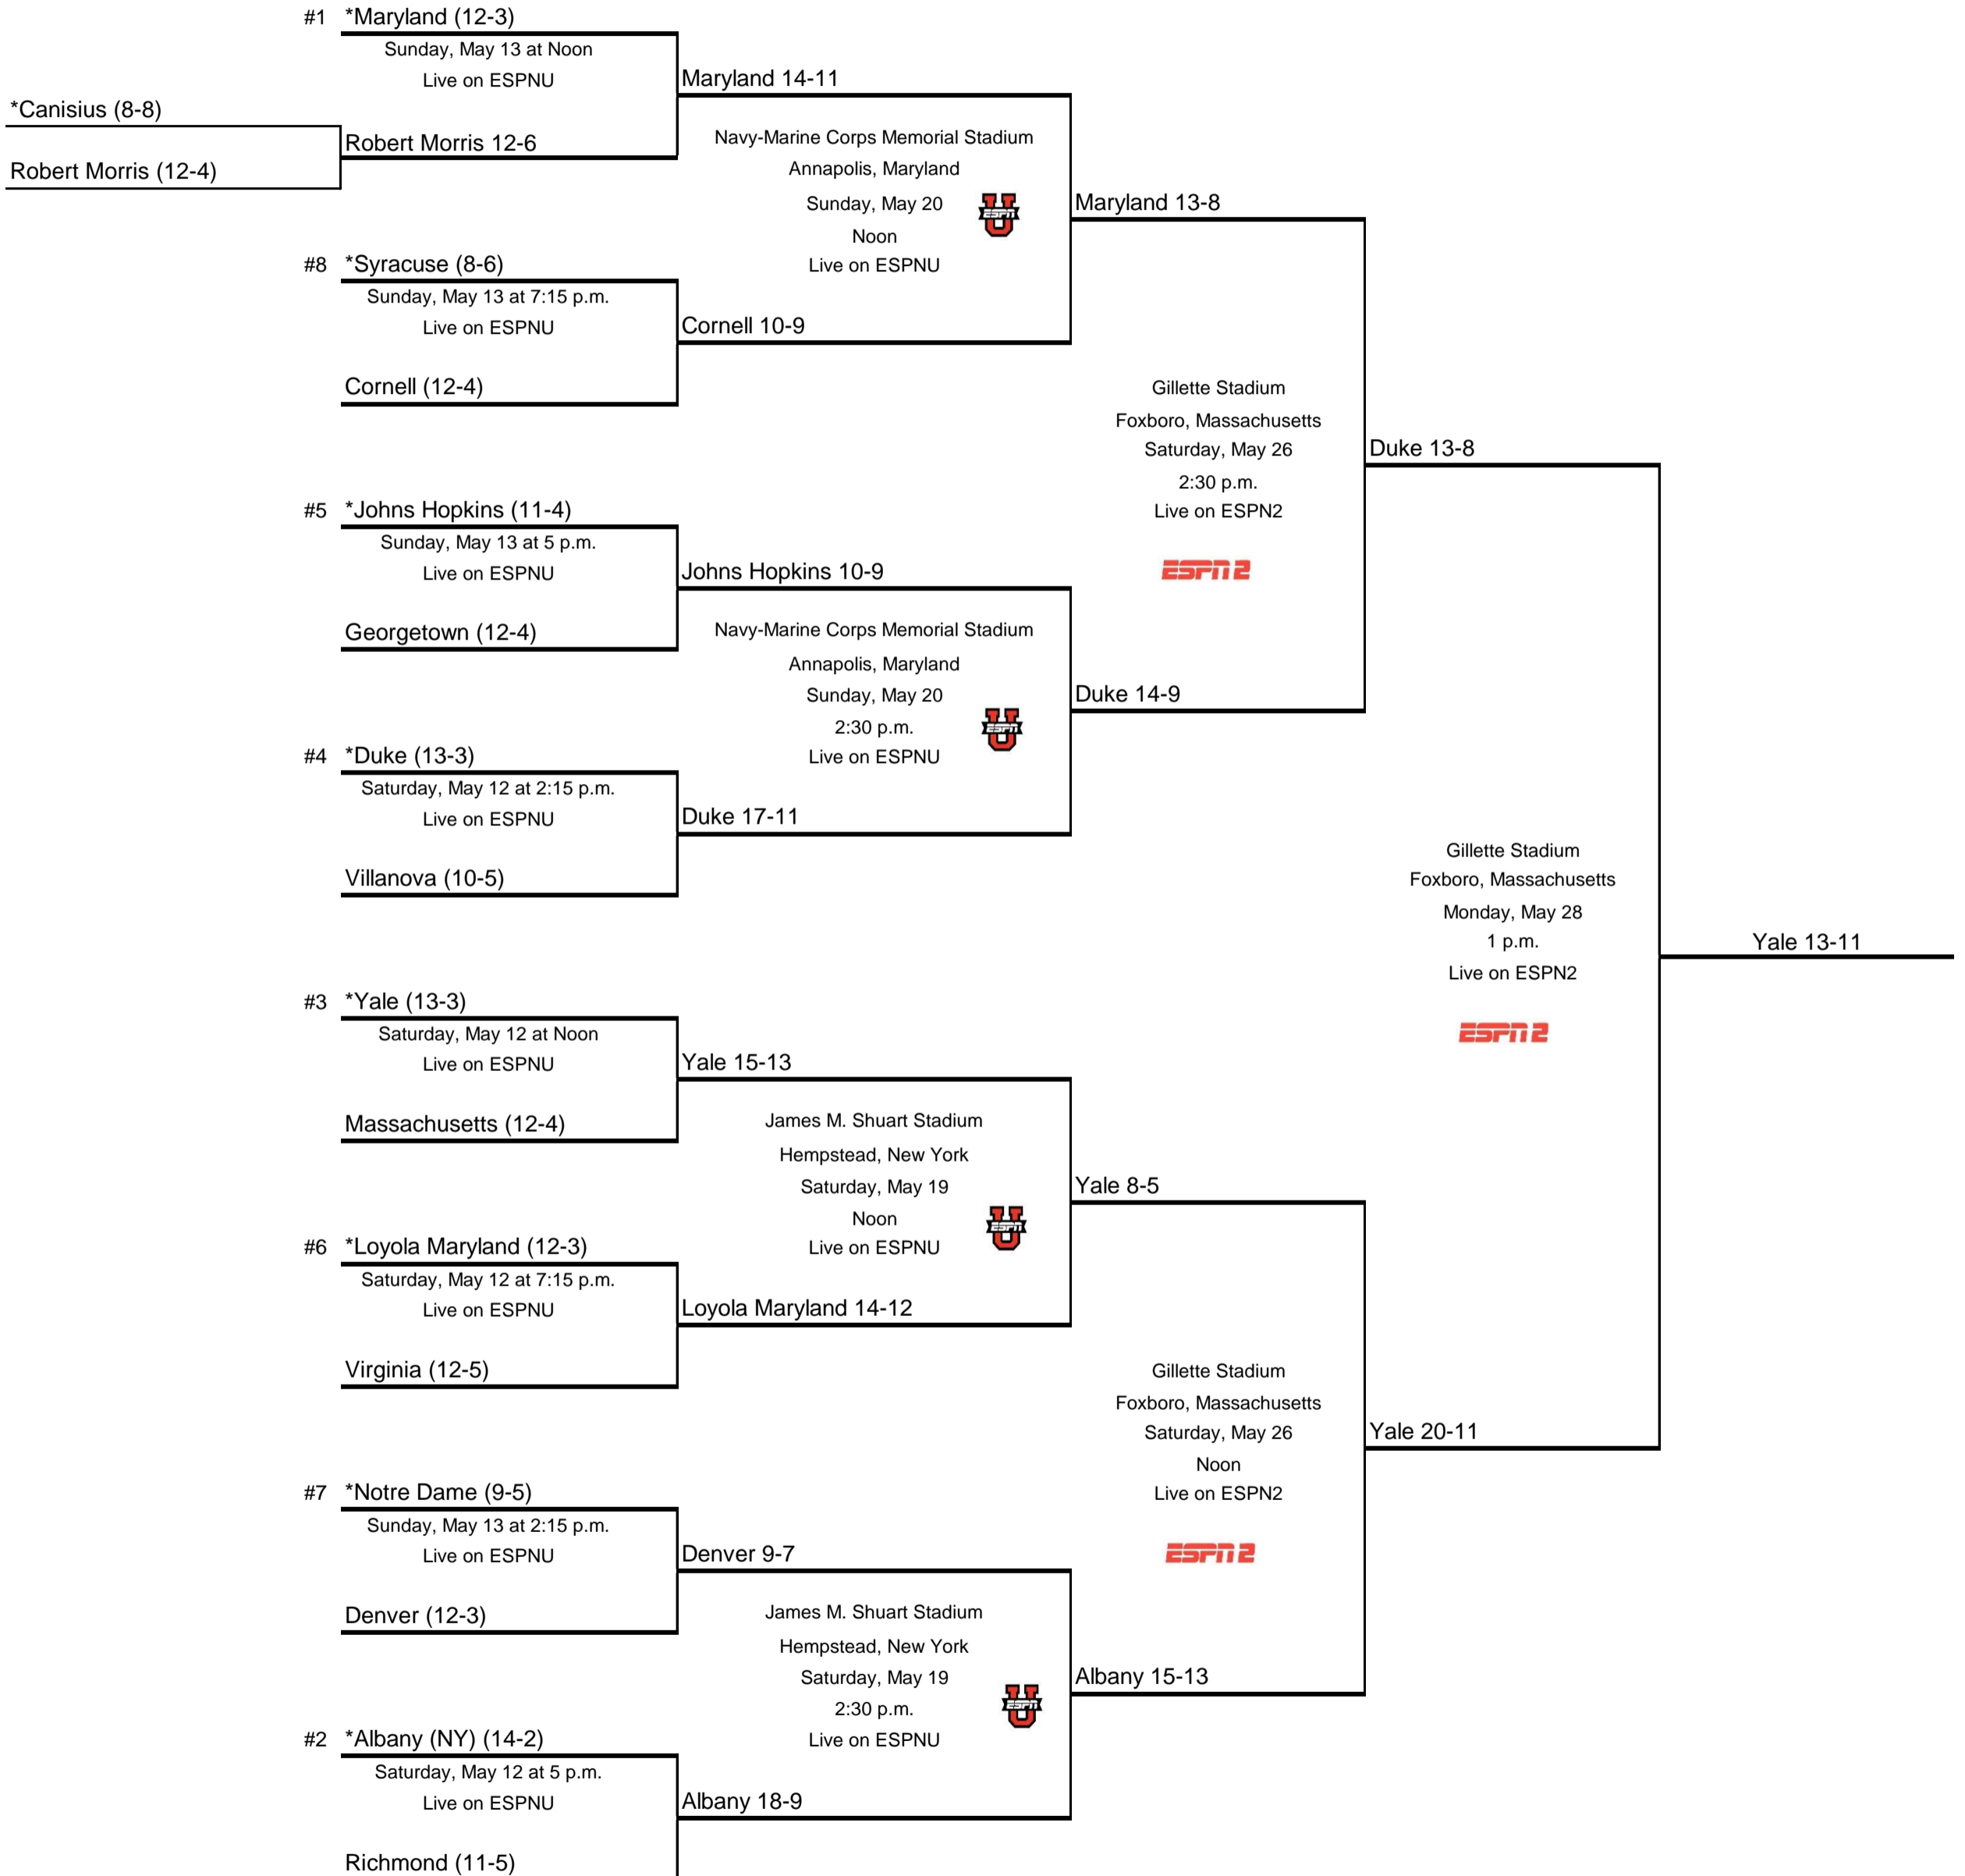 #1 *Maryland (12-3)
Sunday, May 13 at Noon
Live on ESPNU
Maryland 14-11
*Canisius (8-8)
Robert Morris 12-6
Robert Morris (12-4)
Navy-Marine Corps Memorial Stadium
Annapolis, Maryland
Sunday, May 20
Noon
Live on ESPNU
U ESPN
Maryland 13-8
#8 *Syracuse (8-6)
Sunday, May 13 at 7:15 p.m.
Live on ESPNU
Cornell 10-9
Cornell (12-4)
Gillette Stadium
Foxboro, Massachusetts
Saturday, May 26
2:30 p.m.
Live on ESPN2
ESPN2
Duke 13-8
#5 *Johns Hopkins (11-4)
Sunday, May 13 at 5 p.m.
Live on ESPNU
Johns Hopkins 10-9
Georgetown (12-4)
Navy-Marine Corps Memorial Stadium
Annapolis, Maryland
Sunday, May 20
2:30 p.m.
Live on ESPNU
U ESPN
Duke 14-9
#4 *Duke (13-3)
Saturday, May 12 at 2:15 p.m.
Live on ESPNU
Duke 17-11
Villanova (10-5)
Gillette Stadium
Foxboro, Massachusetts
Monday, May 28
1 p.m.
Live on ESPN2
ESPN2
Yale 13-11
#3 *Yale (13-3)
Saturday, May 12 at Noon
Live on ESPNU
Yale 15-13
Massachusetts (12-4)
James M. Shuart Stadium
Hempstead, New York
Saturday, May 19
Noon
Live on ESPNU
U ESPN
Yale 8-5
#6 *Loyola Maryland (12-3)
Saturday, May 12 at 7:15 p.m.
Live on ESPNU
Loyola Maryland 14-12
Virginia (12-5)
Gillette Stadium
Foxboro, Massachusetts
Saturday, May 26
Noon
Live on ESPN2
ESPN2
Yale 20-11
#7 *Notre Dame (9-5)
Sunday, May 13 at 2:15 p.m.
Live on ESPNU
Denver 9-7
Denver (12-3)
James M. Shuart Stadium
Hempstead, New York
Saturday, May 19
2:30 p.m.
Live on ESPNU
U ESPN
Albany 15-13
#2 *Albany (NY) (14-2)
Saturday, May 12 at 5 p.m.
Live on ESPNU
Albany 18-9
Richmond (11-5)